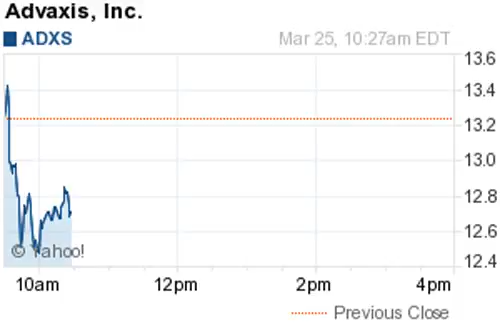 Advaxis, Inc.
ADXS Mar 25, 10:27am EDT
13.6
13.4
13.2
13.0
12.8
12.6
12.4
© Yahoo!
10am 12pm 2pm 4pm
Previous Close